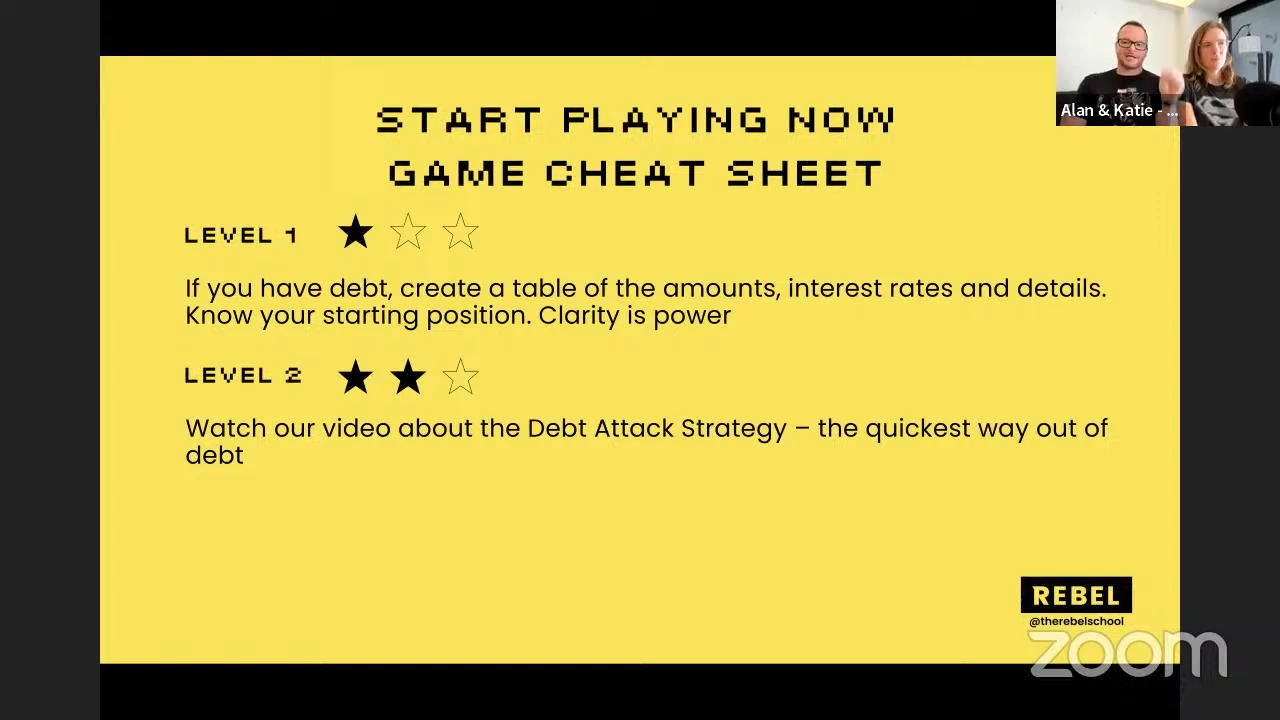 Alan & Katie - ...
START PLAYING NOW
GAME CHEAT SHEET
LEVEL 1
If you have debt, create a table of the amounts, interest rates and details.
Know your starting position. Clarity is power
LEVEL 2
Watch our video about the Debt Attack Strategy – the quickest way out of
debt
REBEL
@therebelschool
zoom